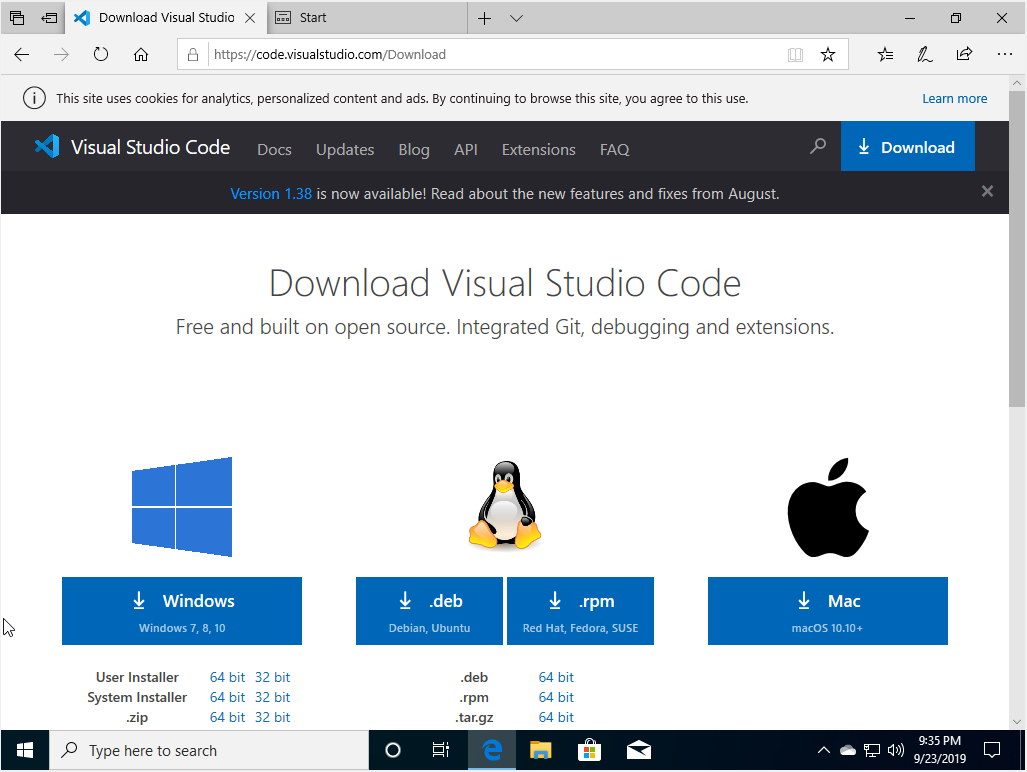 Download Visual Studio
Start
https://code.visualstudio.com/Download
This site uses cookies for analytics, personalized content and ads. By continuing to browse this site, you agree to this use.
Learn more
Visual Studio Code
Docs
Updates
Blog
API
Extensions
FAQ
Download
Version 1.38 is now available! Read about the new features and fixes from August.
Download Visual Studio Code
Free and built on open source. Integrated Git, debugging and extensions.
Windows
Windows 7, 8, 10
.deb
Debian, Ubuntu
.rpm
Red Hat, Fedora, SUSE
Mac
macOS 10.10+
User Installer 64 bit 32 bit
System Installer 64 bit 32 bit
.zip 64 bit 32 bit
.deb 64 bit
.rpm 64 bit
.tar.gz 64 bit
Type here to search
9:35 PM
9/23/2019